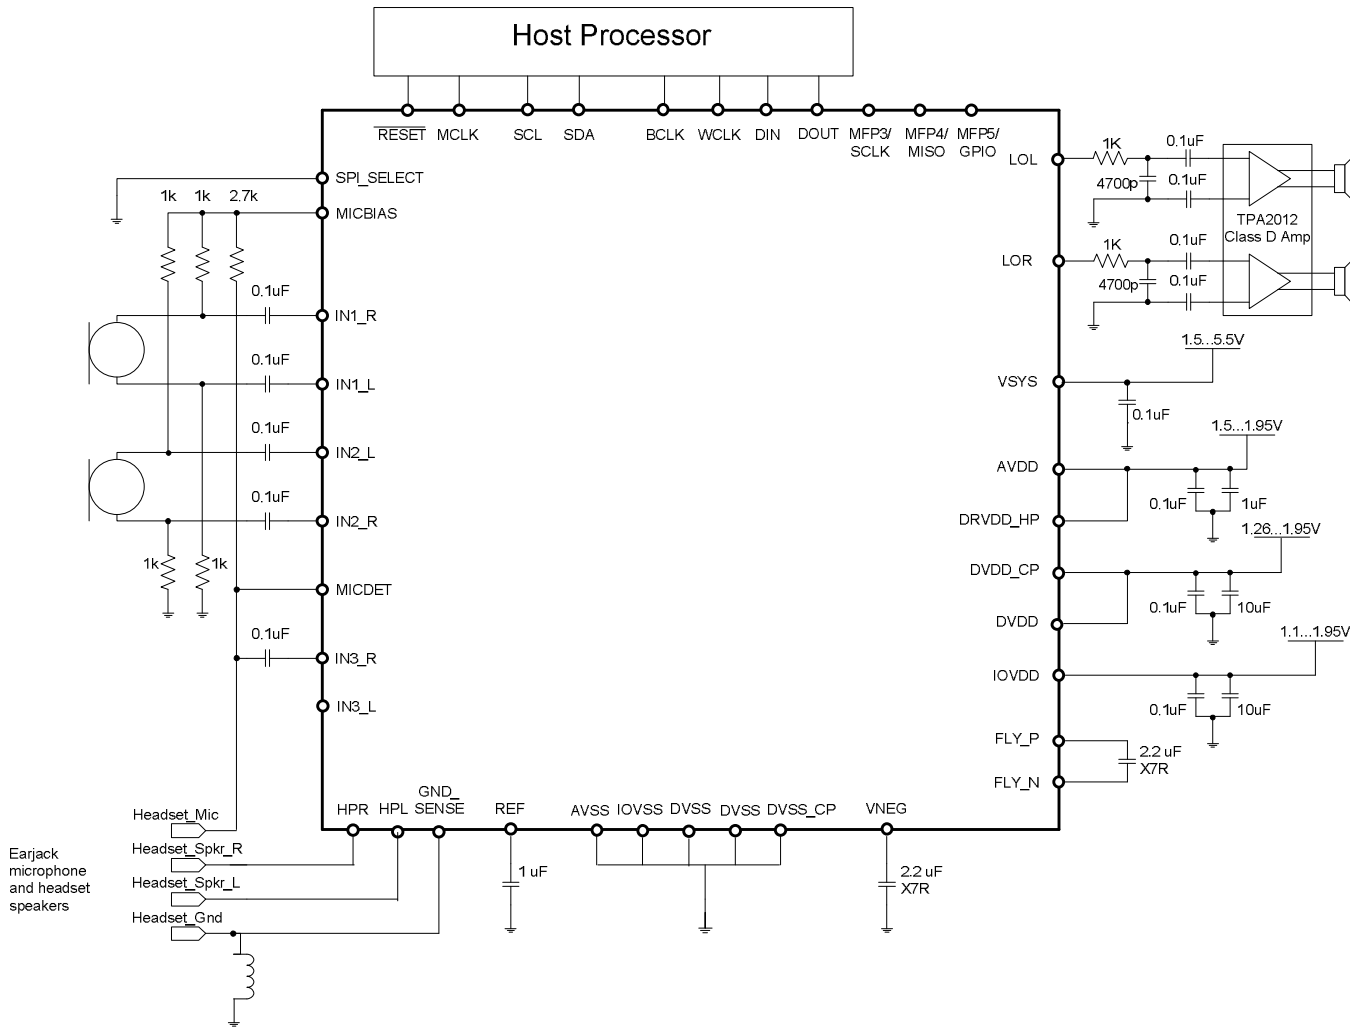 Host Processor
RESET MCLK SCL SDA BCLK WCLK DIN DOUT MFP3/ MFP4/ MFP5/
SCLK MISO GPIO
SPI_SELECT
1k 1k 2.7k
MICBIAS
0.1uF
IN1_R
0.1uF
IN1_L
0.1uF
IN2_L
0.1uF
IN2_R
1k 1k
MICDET
0.1uF
IN3_R
IN3_L
LOL
1K
0.1uF
4700p
0.1uF
TPA2012
Class D Amp
LOR
1K
0.1uF
4700p
0.1uF
1.5...5.5V
VSYS
0.1uF
1.5...1.95V
AVDD
0.1uF 1uF
DRVDD_HP
1.26...1.95V
DVDD_CP
0.1uF 10uF
DVDD
1.1...1.95V
IOVDD
0.1uF 10uF
FLY_P
2.2 uF
X7R
FLY_N
HPR HPL GND_
SENSE
REF
AVSS IOVSS DVSS DVSS DVSS_CP VNEG
1 uF
2.2 uF
X7R
Headset_Mic
Headset_Spkr_R
Headset_Spkr_L
Headset_Gnd
Earjack
microphone
and headset
speakers